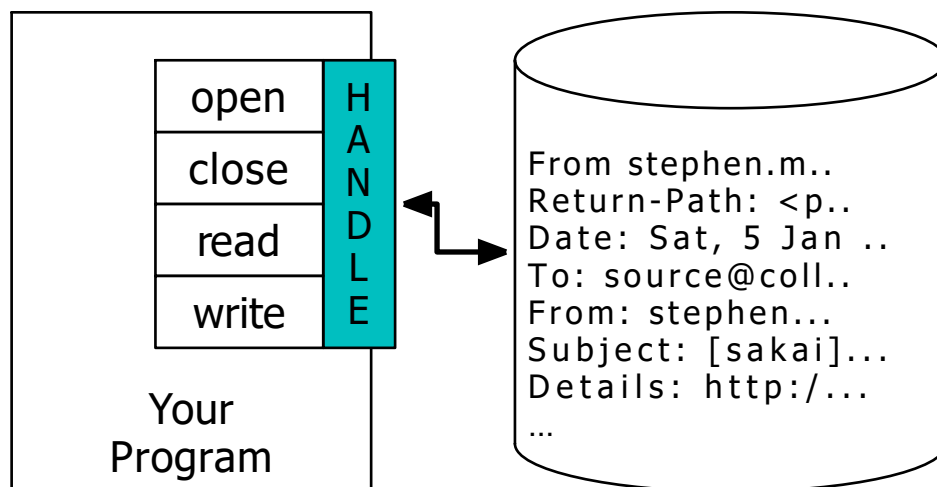 open
close
read
write
HANDLE
Your
Program
From stephen.m..
Return-Path: <p..
Date: Sat, 5 Jan ..
To: source@coll..
From: stephen...
Subject: [sakai]...
Details: http:/...
...